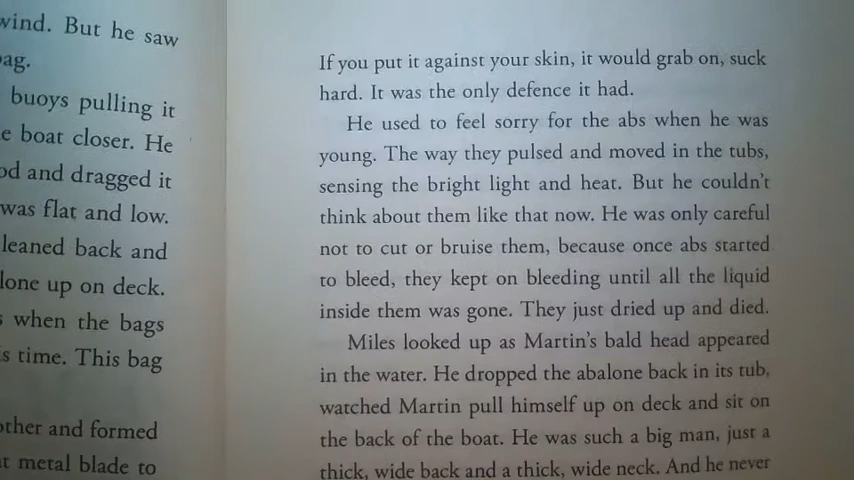 wind. But he saw
bag.
buoys pulling it
boat closer. He
and dragged it
was flat and low.
leaned back and
up on deck.
when the bags
time. This bag
and formed
metal blade to
If you put it against your skin, it would grab on, suck
hard. It was the only defence it had.
He used to feel sorry for the abs when he was
young. The way they pulsed and moved in the tubs,
sensing the bright light and heat. But he couldn't
think about them like that now. He was only careful
not to cut or bruise them, because once abs started
to bleed, they kept on bleeding until all the liquid
inside them was gone. They just dried up and died.
Miles looked up as Martin's bald head appeared
in the water. He dropped the abalone back in its tub,
watched Martin pull himself up on deck and sit on
the back of the boat. He was such a big man, just a
thick, wide back and a thick, wide neck. And he never